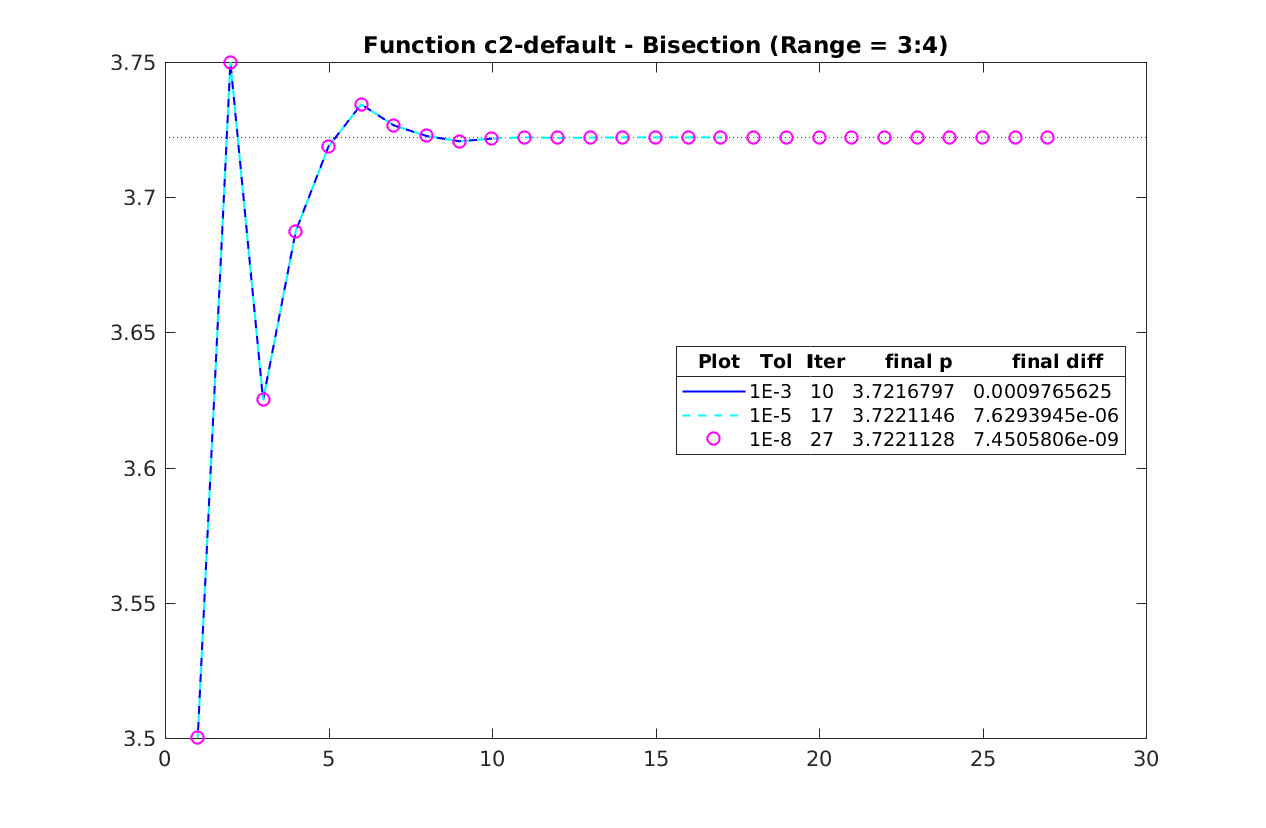 Function c2-default - Bisection (Range = 3:4)
3.75
3.7
3.65
3.6
3.55
3.5
Plot Tol Iter final p final diff
1E-3 10 3.7216797 0.0009765625
1E-5 17 3.7221146 7.6293945e-06
1E-8 27 3.7221128 7.4505806e-09
0 5 10 15 20 25 30